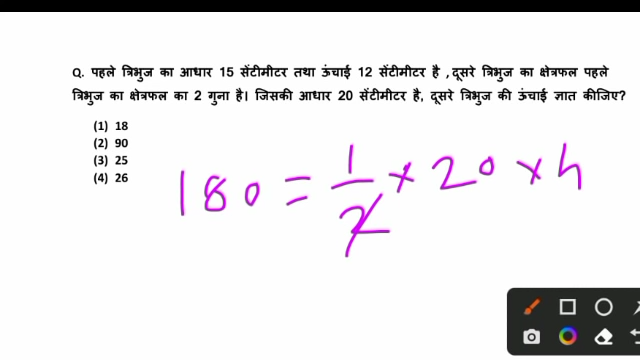 Q. पहले त्रिभुज का आधार 15 सेंटीमीटर तथा ऊंचाई 12 सेंटीमीटर है ,दूसरे त्रिभुज का क्षेत्रफल पहले
त्रिभुज का क्षेत्रफल का 2 गुना है। जिसकी आधार 20 सेंटीमीटर है, दूसरे त्रिभुज की ऊंचाई ज्ञात कीजिए?
(1) 18
(2) 90
(3) 25
(4) 26
180 = 1/2 × 20 × h